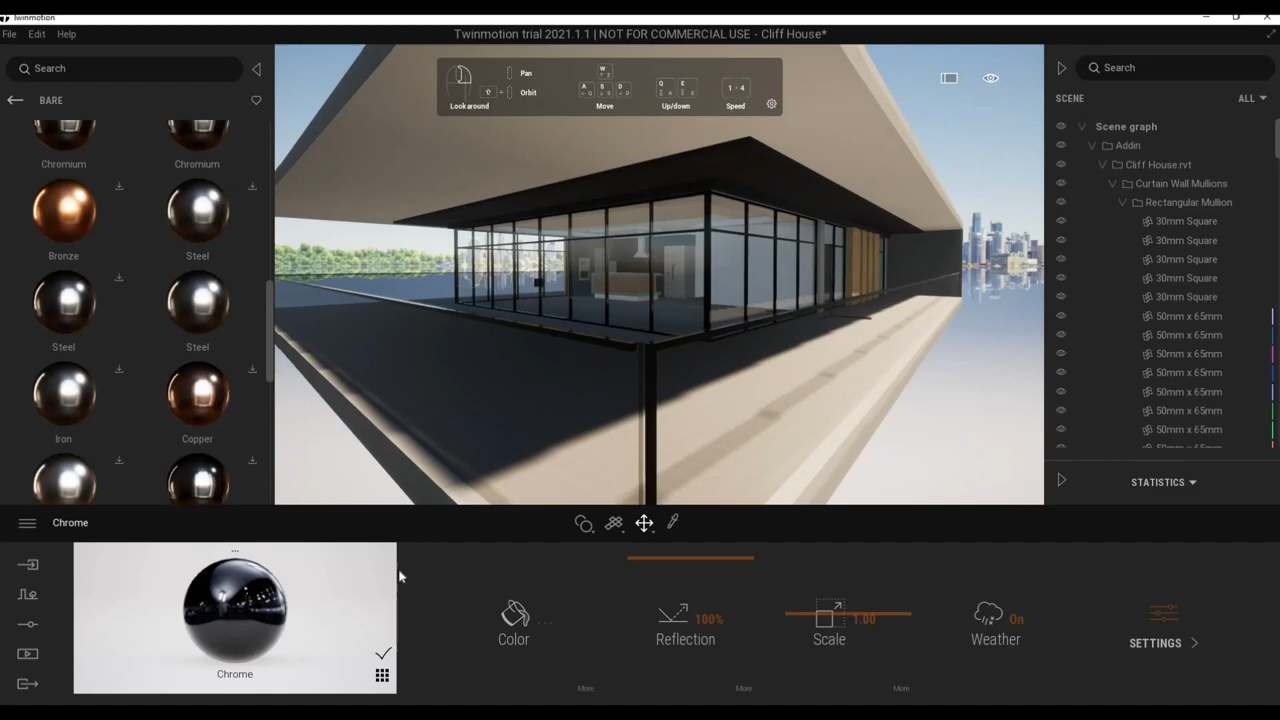 Twinmotion
File Edit Help
Twinmotion trial 2021.1.1 | NOT FOR COMMERCIAL USE - Cliff House*
Search
BARE
Chromium Chromium
Bronze Steel
Steel Steel
Iron Copper
Pan
Orbit
Look around
W
A S D
Move
Q E
Up/down
1 - 4
Speed
Search
SCENE ALL
Scene graph
Addin
Cliff House.rvt
Curtain Wall Mullions
Rectangular Mullion
30mm Square
30mm Square
30mm Square
30mm Square
30mm Square
50mm x 65mm
50mm x 65mm
50mm x 65mm
50mm x 65mm
50mm x 65mm
50mm x 65mm
50mm x 65mm
50mm x 65mm
STATISTICS
Chrome
...
Chrome
Color ...
Reflection 100%
Scale 1.00
Weather On
SETTINGS
More More More